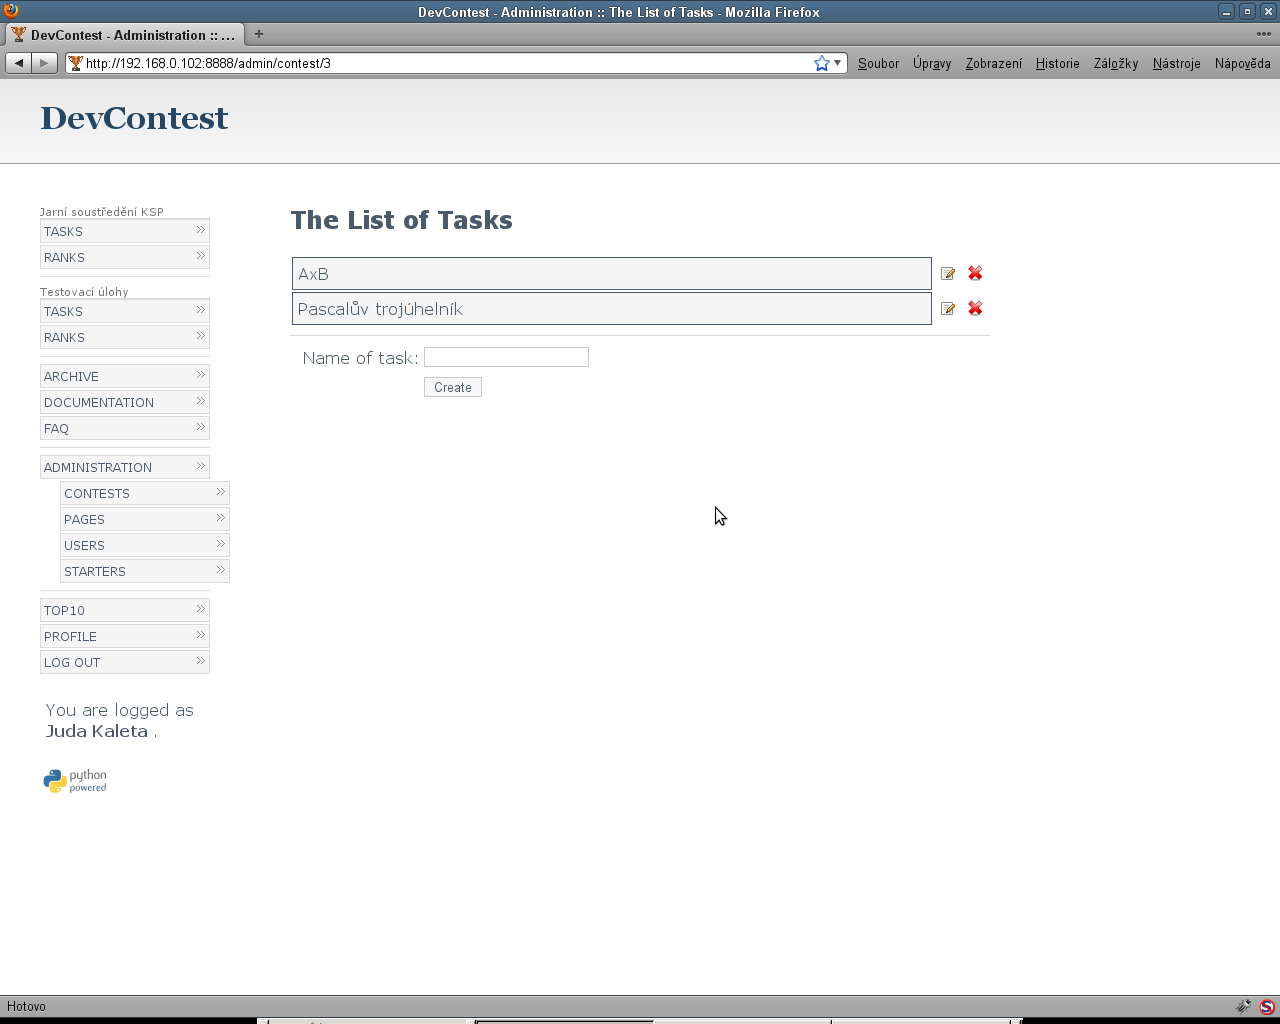 DevContest - Administration :: The List of Tasks - Mozilla Firefox
DevContest - Administration :: ...
http://192.168.0.102:8888/admin/contest/3
Soubor Úpravy Zobrazení Historie Záložky Nástroje Nápověda
DevContest
Jarní soustředění KSP
TASKS
RANKS
Testovací úlohy
TASKS
RANKS
ARCHIVE
DOCUMENTATION
FAQ
ADMINISTRATION
CONTESTS
PAGES
USERS
STARTERS
TOP10
PROFILE
LOG OUT
You are logged as
Juda Kaleta .
python
powered
The List of Tasks
AxB
Pascalův trojúhelník
Name of task:
Create
Hotovo